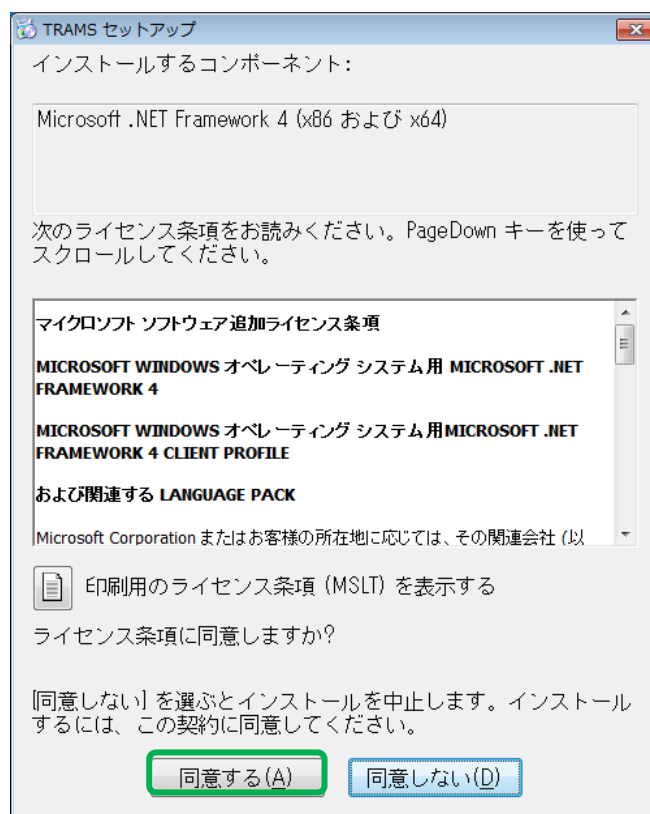 TRAMS セットアップ
インストールするコンポーネント:
Microsoft .NET Framework 4 (x86 および x64)
次のライセンス条項をお読みください。PageDown キーを使って
スクロールしてください。
マイクロソフト ソフトウェア追加ライセンス条項
MICROSOFT WINDOWS オペレーティング システム用 MICROSOFT .NET
FRAMEWORK 4
MICROSOFT WINDOWS オペレーティング システム用MICROSOFT .NET
FRAMEWORK 4 CLIENT PROFILE
および関連する LANGUAGE PACK
Microsoft Corporation またはお客様の所在地に応じては、その関連会社 (以
印刷用のライセンス条項 (MSLT) を表示する
ライセンス条項に同意しますか?
[同意しない] を選ぶとインストールを中止します。インストール
するには、この契約に同意してください。
同意する(A)
同意しない(D)